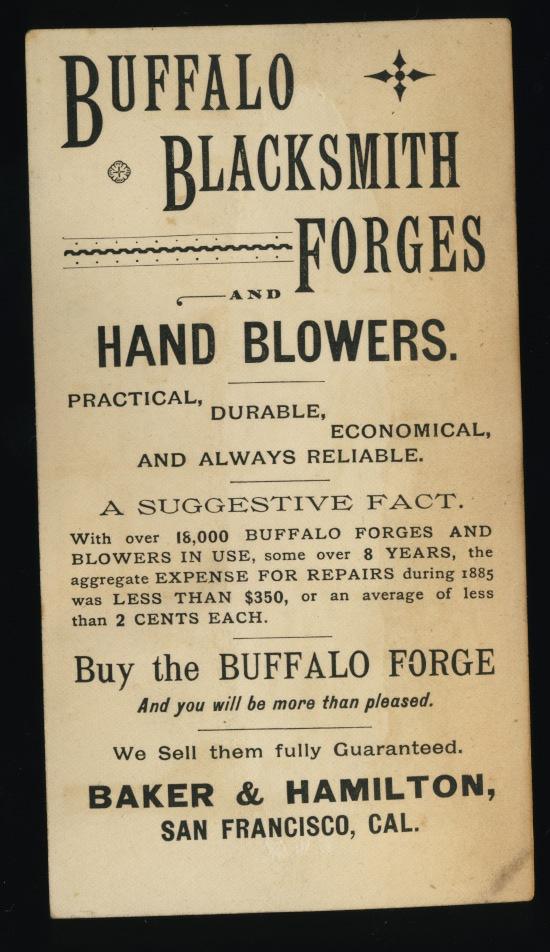 BUFFALO
BLACKSMITH
FORGES
AND
HAND BLOWERS.
PRACTICAL,
DURABLE,
ECONOMICAL,
AND ALWAYS RELIABLE.
A SUGGESTIVE FACT.
With over 18,000 BUFFALO FORGES AND
BLOWERS IN USE, some over 8 YEARS, the
aggregate EXPENSE FOR REPAIRS during 1885
was LESS THAN $350, or an average of less
than 2 CENTS EACH.
Buy the BUFFALO FORGE
And you will be more than pleased.
We Sell them fully Guaranteed.
BAKER & HAMILTON,
SAN FRANCISCO, CAL.